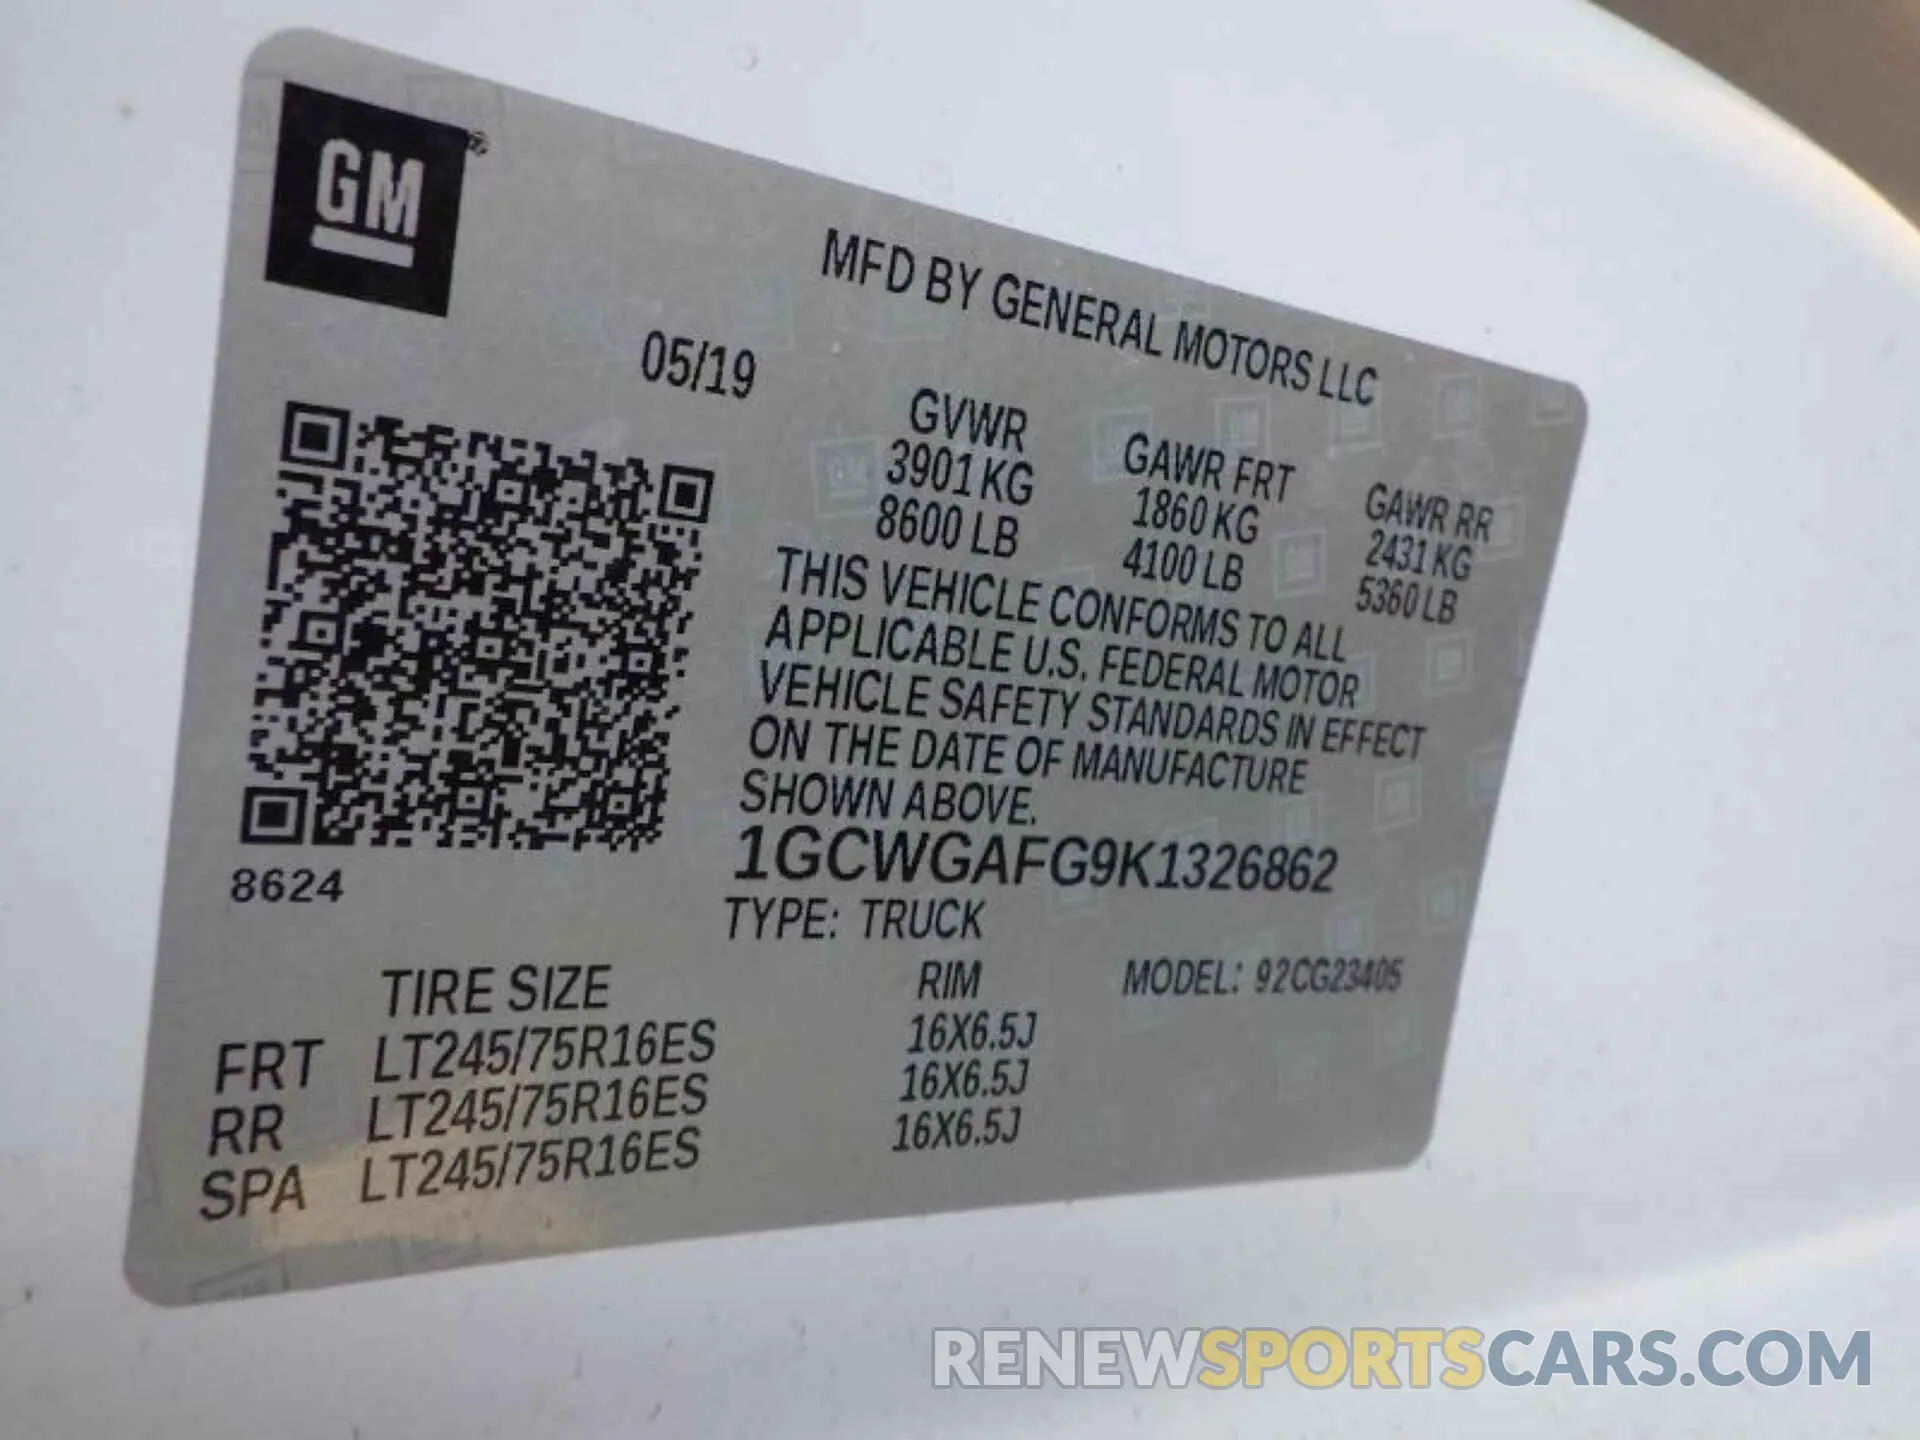 GM®
MFD BY GENERAL MOTORS LLC
05/19
GVWR GAWR FRT GAWR RR
3901 KG 1860 KG 2431 KG
8600 LB 4100 LB 5360 LB
THIS VEHICLE CONFORMS TO ALL
APPLICABLE U.S. FEDERAL MOTOR
VEHICLE SAFETY STANDARDS IN EFFECT
ON THE DATE OF MANUFACTURE
SHOWN ABOVE.
1GCWGAFG9K1326862
8624
TYPE: TRUCK
TIRE SIZE RIM MODEL: 92CG23405
FRT LT245/75R16ES 16X6.5J
RR LT245/75R16ES 16X6.5J
SPA LT245/75R16ES 16X6.5J
RENEWSPORTSCARS.COM